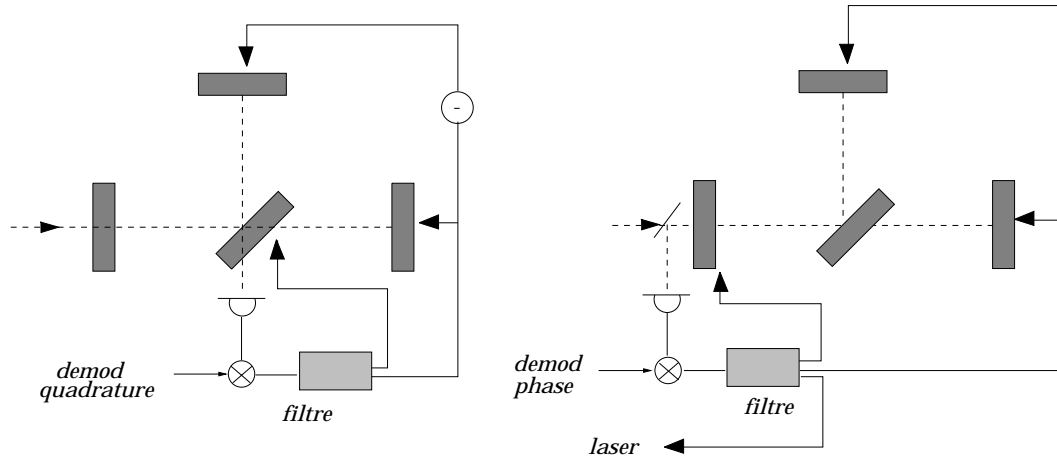 -
demod
quadrature
filtre
demod
phase
filtre
laser